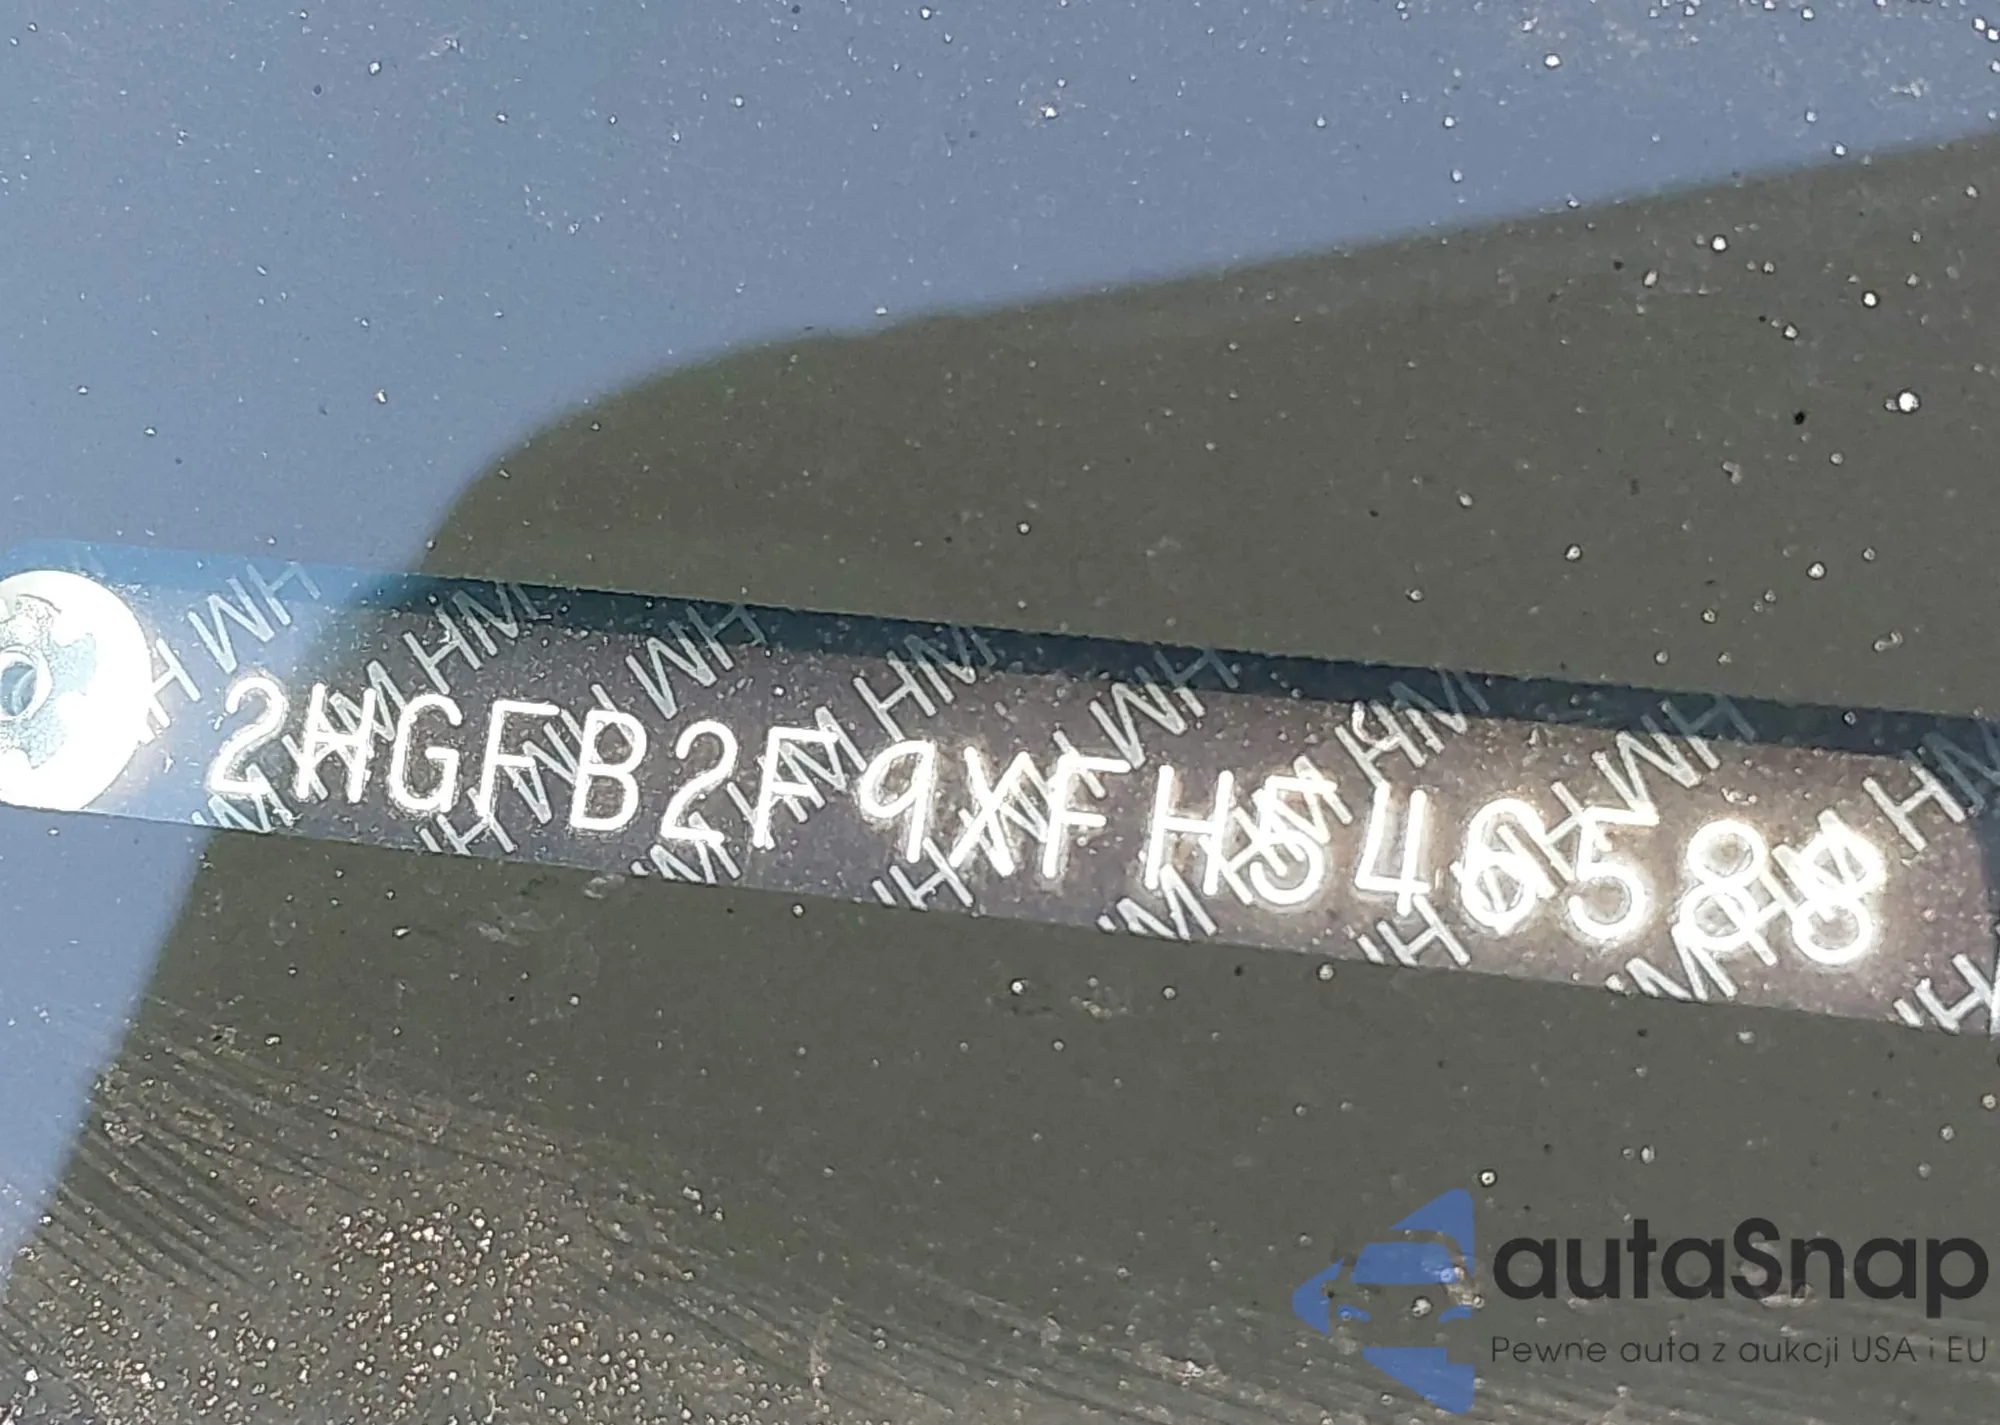 2HGFB2F9XFH546588
autaSnap
Pewne auta z aukcji USA i EU